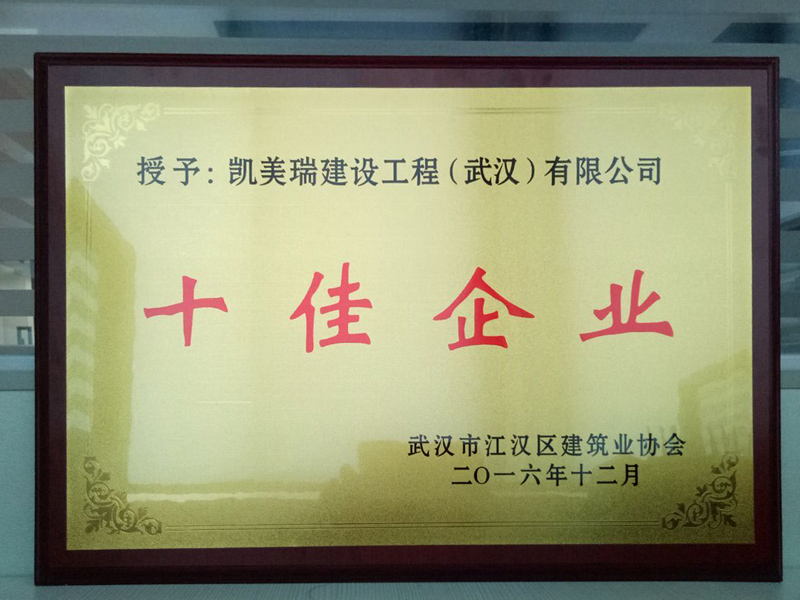 授予：凯美瑞建设工程（武汉）有限公司
十佳企业
武汉市江汉区建筑业协会
二〇一六年十二月